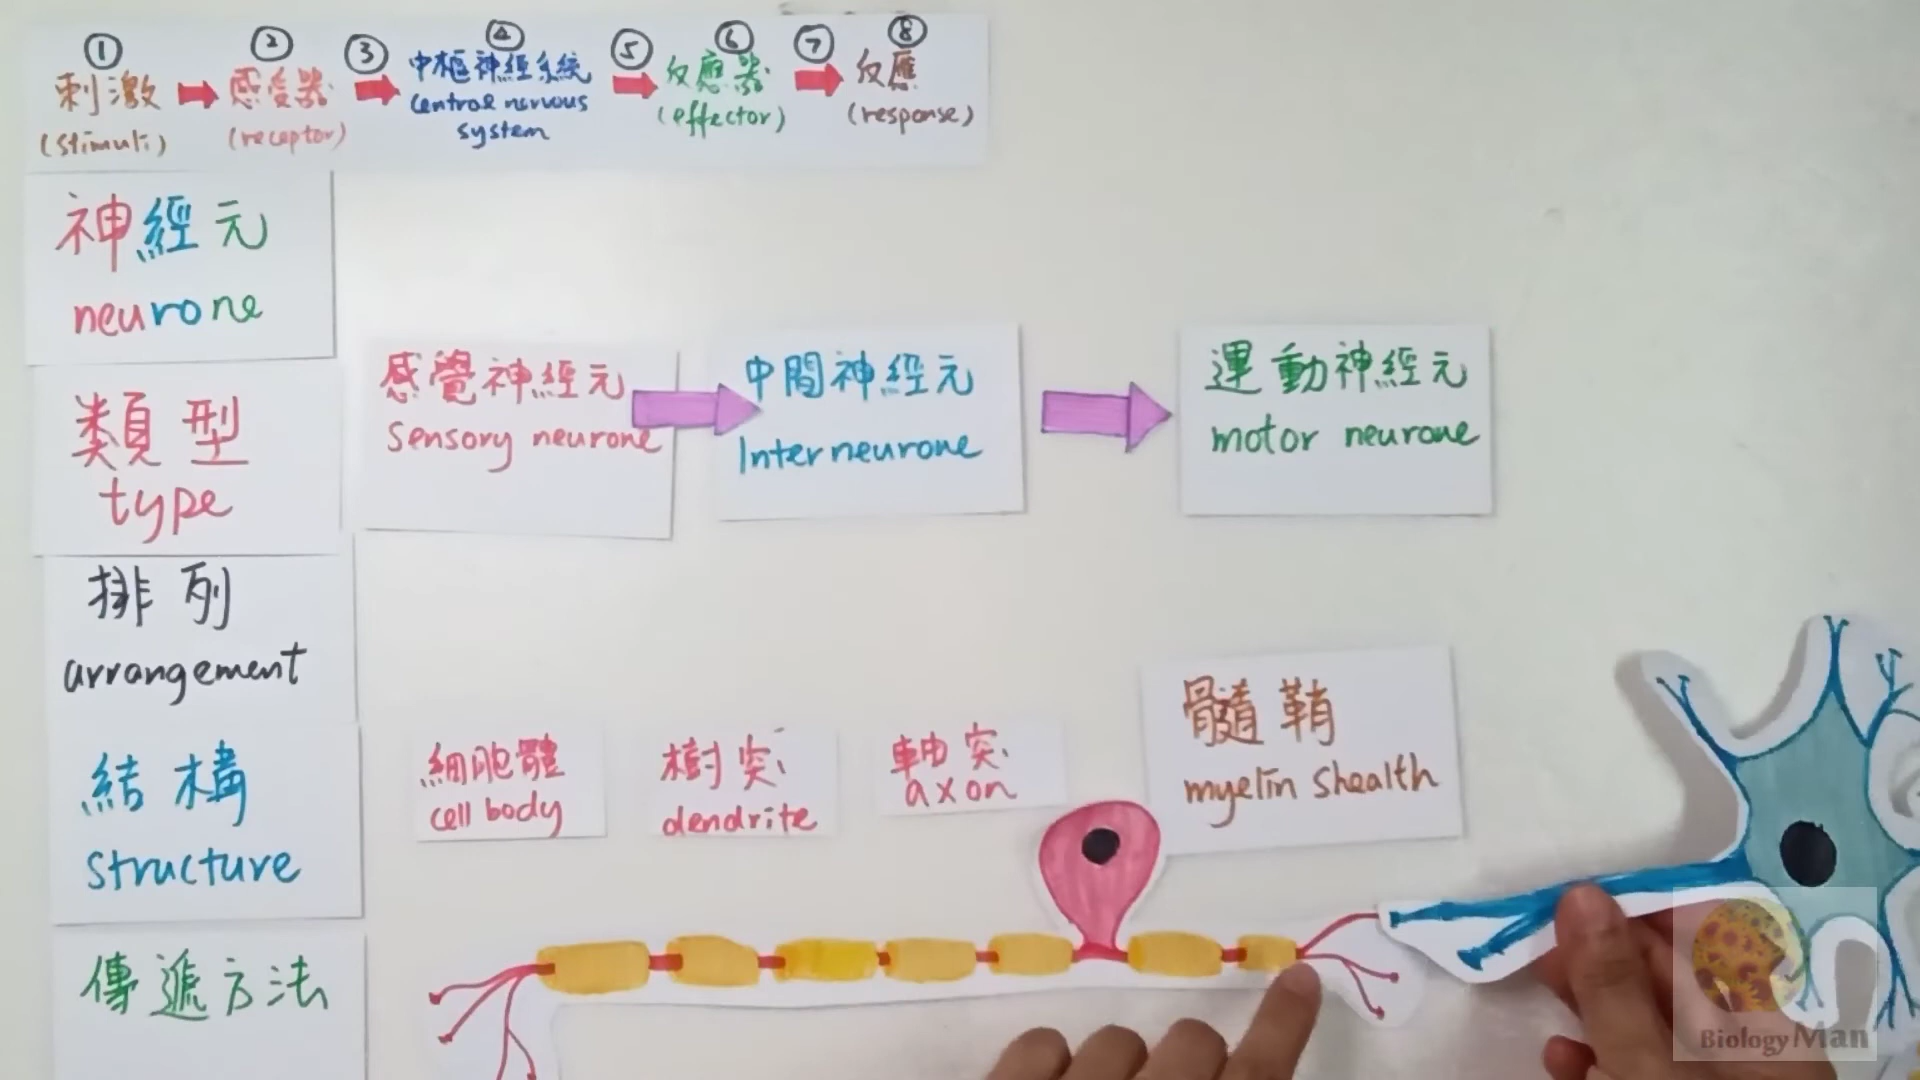 ① ② ③ ④ ⑤ ⑥ ⑦ ⑧
刺激 感受器 中樞神經系統 反應器 反應
(stimuli) (receptor) central nervous (effector) (response)
system
神經元
neurone
類型
type
感覺神經元
Sensory neurone
中間神經元
Interneurone
運動神經元
motor neurone
排列
arrangement
結構
structure
細胞體
cell body
樹突
dendrite
軸突
axon
髓鞘
myelin Shealth
傳遞方法
Biology Man